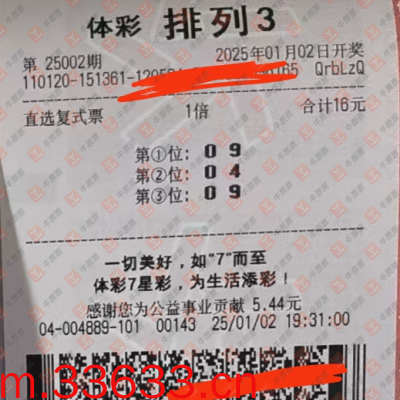 体彩 排列3
第 25002期 2025年01月02日开奖
110120-151361- QrbLzQ
直选复式票 1倍 合计16元
第①位: 0 9
第②位: 0 4
第③位: 0 9
一切美好，如"7"而至
体彩7星彩，为生活添彩！
感谢您为公益事业贡献 5.44元
04-004889-101 00143 25/01/02 19:31:00
m.33633.cn